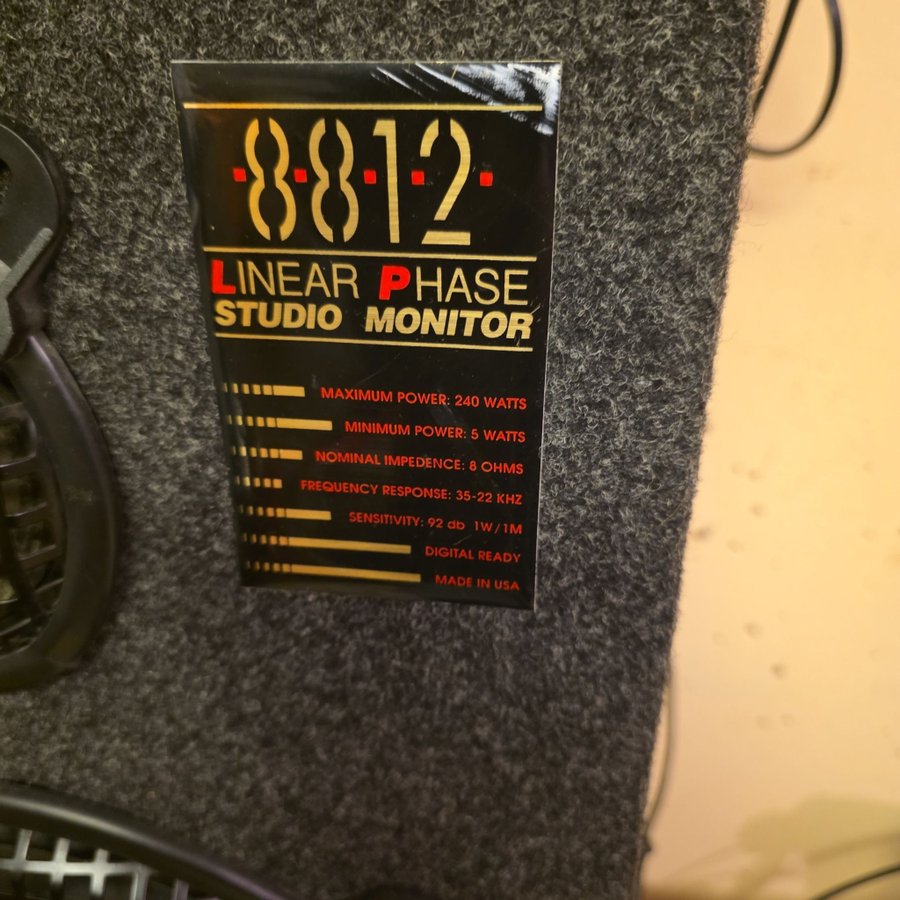 8·8·1·2
LINEAR PHASE
STUDIO MONITOR
MAXIMUM POWER: 240 WATTS
MINIMUM POWER: 5 WATTS
NOMINAL IMPEDENCE: 8 OHMS
FREQUENCY RESPONSE: 35-22 KHZ
SENSITIVITY: 92 db 1W/1M
DIGITAL READY
MADE IN USA